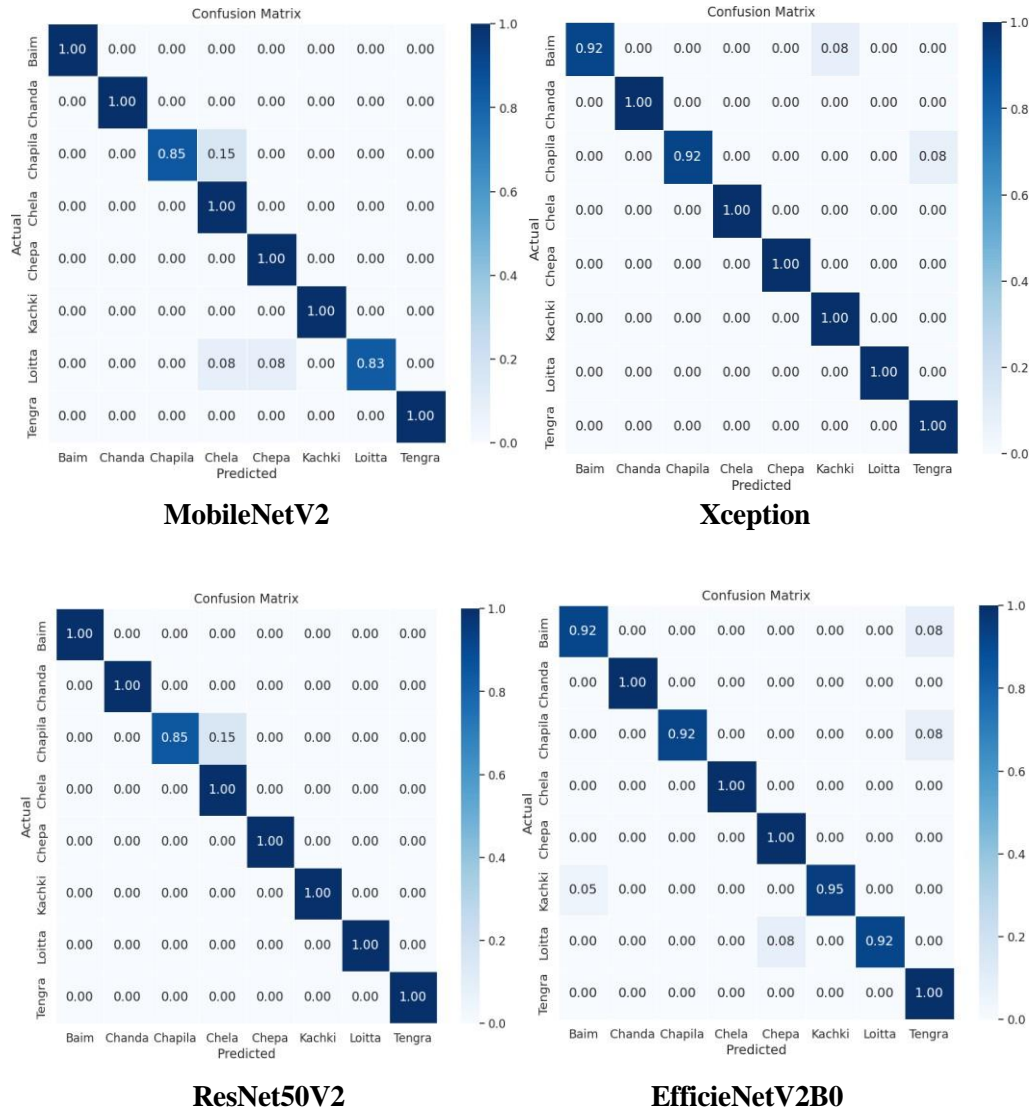 Confusion Matrix
Baim 1.00 0.00 0.00 0.00 0.00 0.00 0.00 0.00
Chanda 0.00 1.00 0.00 0.00 0.00 0.00 0.00 0.00
Chapila 0.00 0.00 0.85 0.15 0.00 0.00 0.00 0.00
Chela 0.00 0.00 0.00 1.00 0.00 0.00 0.00 0.00
Chepa 0.00 0.00 0.00 0.00 1.00 0.00 0.00 0.00
Kachki 0.00 0.00 0.00 0.00 0.00 1.00 0.00 0.00
Loitta 0.00 0.00 0.00 0.08 0.08 0.00 0.83 0.00
Tengra 0.00 0.00 0.00 0.00 0.00 0.00 0.00 1.00
Actual
Baim Chanda Chapila Chela Chepa Kachki Loitta Tengra
Predicted
1.0
0.8
0.6
0.4
0.2
0.0
MobileNetV2
Confusion Matrix
Baim 0.92 0.00 0.00 0.00 0.00 0.08 0.00 0.00
Chanda 0.00 1.00 0.00 0.00 0.00 0.00 0.00 0.00
Chapila 0.00 0.00 0.92 0.00 0.00 0.00 0.00 0.08
Chela 0.00 0.00 0.00 1.00 0.00 0.00 0.00 0.00
Chepa 0.00 0.00 0.00 0.00 1.00 0.00 0.00 0.00
Kachki 0.00 0.00 0.00 0.00 0.00 1.00 0.00 0.00
Loitta 0.00 0.00 0.00 0.00 0.00 0.00 1.00 0.00
Tengra 0.00 0.00 0.00 0.00 0.00 0.00 0.00 1.00
Actual
Baim Chanda Chapila Chela Chepa Kachki Loitta Tengra
Predicted
1.0
0.8
0.6
0.4
0.2
0.0
Xception
Confusion Matrix
Baim 1.00 0.00 0.00 0.00 0.00 0.00 0.00 0.00
Chanda 0.00 1.00 0.00 0.00 0.00 0.00 0.00 0.00
Chapila 0.00 0.00 0.85 0.15 0.00 0.00 0.00 0.00
Chela 0.00 0.00 0.00 1.00 0.00 0.00 0.00 0.00
Chepa 0.00 0.00 0.00 0.00 1.00 0.00 0.00 0.00
Kachki 0.00 0.00 0.00 0.00 0.00 1.00 0.00 0.00
Loitta 0.00 0.00 0.00 0.00 0.00 0.00 1.00 0.00
Tengra 0.00 0.00 0.00 0.00 0.00 0.00 0.00 1.00
Actual
Baim Chanda Chapila Chela Chepa Kachki Loitta Tengra
Predicted
1.0
0.8
0.6
0.4
0.2
0.0
ResNet50V2
Confusion Matrix
Baim 0.92 0.00 0.00 0.00 0.00 0.00 0.00 0.08
Chanda 0.00 1.00 0.00 0.00 0.00 0.00 0.00 0.00
Chapila 0.00 0.00 0.92 0.00 0.00 0.00 0.00 0.08
Chela 0.00 0.00 0.00 1.00 0.00 0.00 0.00 0.00
Chepa 0.00 0.00 0.00 0.00 1.00 0.00 0.00 0.00
Kachki 0.05 0.00 0.00 0.00 0.00 0.95 0.00 0.00
Loitta 0.00 0.00 0.00 0.00 0.08 0.00 0.92 0.00
Tengra 0.00 0.00 0.00 0.00 0.00 0.00 0.00 1.00
Actual
Baim Chanda Chapila Chela Chepa Kachki Loitta Tengra
Predicted
1.0
0.8
0.6
0.4
0.2
0.0
EfficieNetV2B0